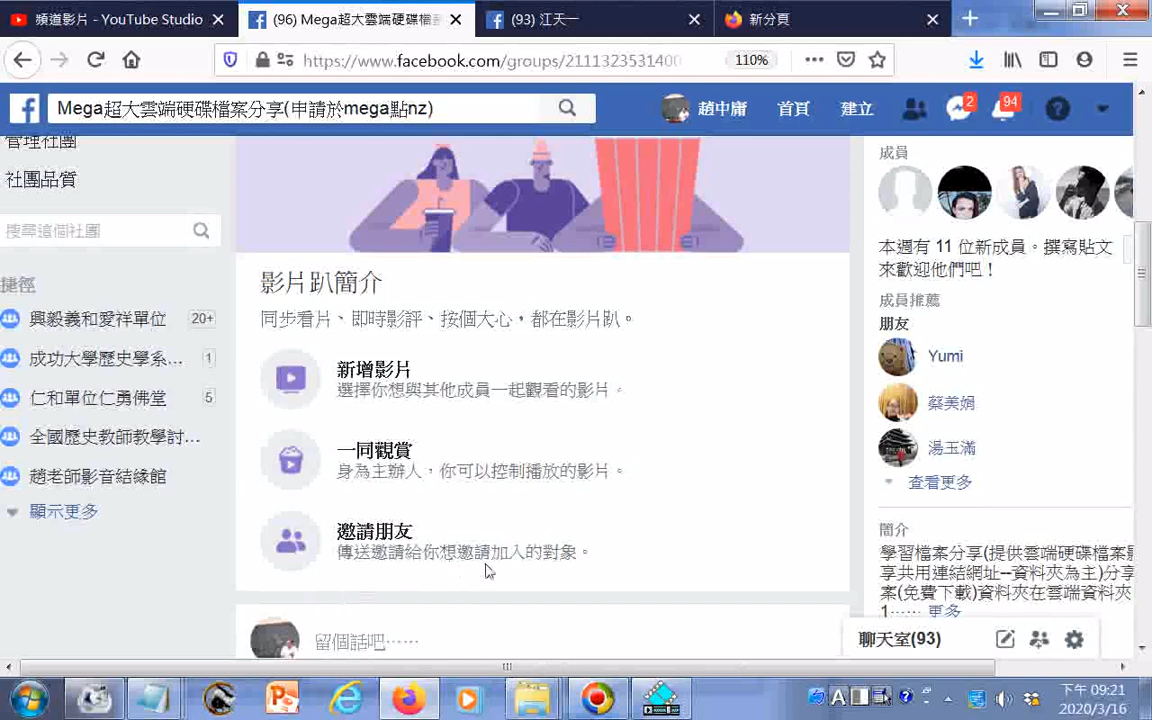 頻道影片 - YouTube Studio
(96) Mega超大雲端硬碟檔案
(93) 江天一
新分頁
https://www.facebook.com/groups/2111323531400
110%
Mega超大雲端硬碟檔案分享(申請於mega點nz)
趙中庸
首頁
建立
2
94
管理社團
社團品質
搜尋這個社團
捷徑
興毅義和愛祥單位 20+
成功大學歷史學系... 1
仁和單位仁勇佛堂 5
全國歷史教師教學討...
趙老師影音結緣館
顯示更多
影片趴簡介
同步看片、即時影評、按個大心，都在影片趴。
新增影片
選擇你想與其他成員一起觀看的影片。
一同觀賞
身為主辦人，你可以控制播放的影片。
邀請朋友
傳送邀請給你想邀請加入的對象。
留個話吧……
成員
本週有 11 位新成員。撰寫貼文
來歡迎他們吧！
成員推薦
朋友
Yumi
蔡美娟
湯玉滿
查看更多
簡介
學習檔案分享(提供雲端硬碟檔案
享共用連結網址--資料夾為主)分享
案(免費下載)資料夾在雲端資料夾
1…… 更多
聊天室(93)
下午 09:21
2020/3/16